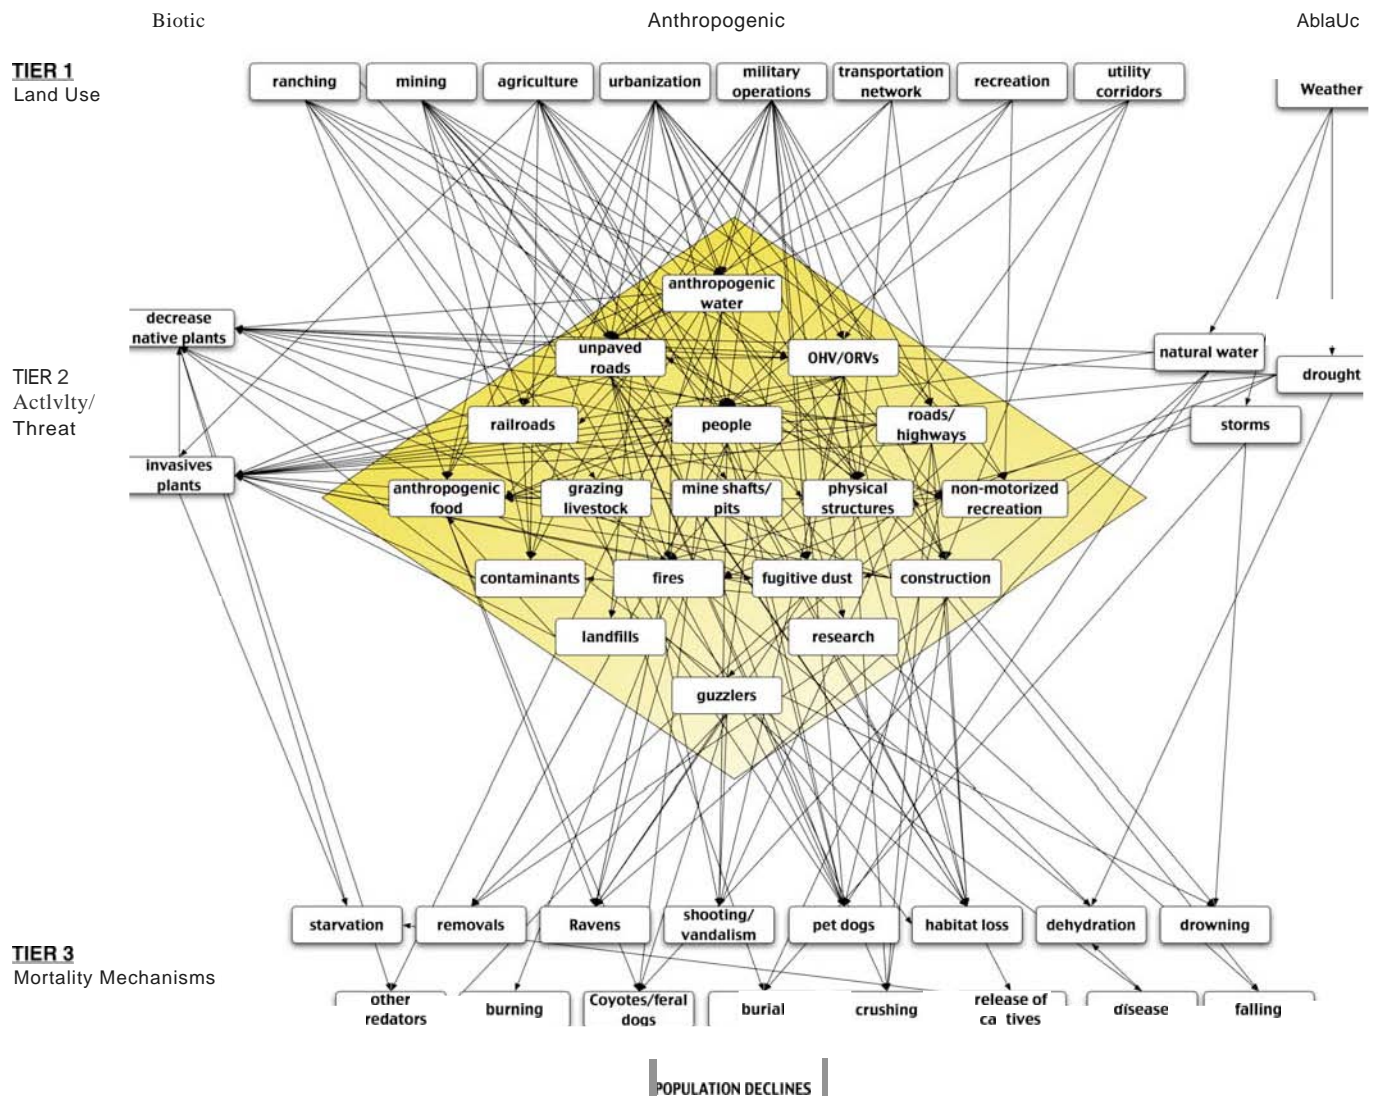 Biotic
Anthropogenic
AblaUc
TIER 1
Land Use
ranching
mining
agriculture
urbanization
military
operations
transportation
network
recreation
utility
corridors
Weather
anthropogenic
water
decrease
native plants
unpaved
roads
OHV/ORVs
natural water
drought
TIER 2
Actlvlty/
Threat
railroads
people
roads/
highways
storms
invasives
plants
anthropogenic
food
grazing
livestock
mine shafts/
pits
physical
structures
non-motorized
recreation
contaminants
fires
fugitive dust
construction
landfills
research
guzzlers
starvation
removals
Ravens
shooting/
vandalism
pet dogs
habitat loss
dehydration
drowning
TIER 3
Mortality Mechanisms
other
redators
burning
Coyotes/feral
dogs
burial
crushing
release of
ca tives
disease
falling
POPULATION DECLINES